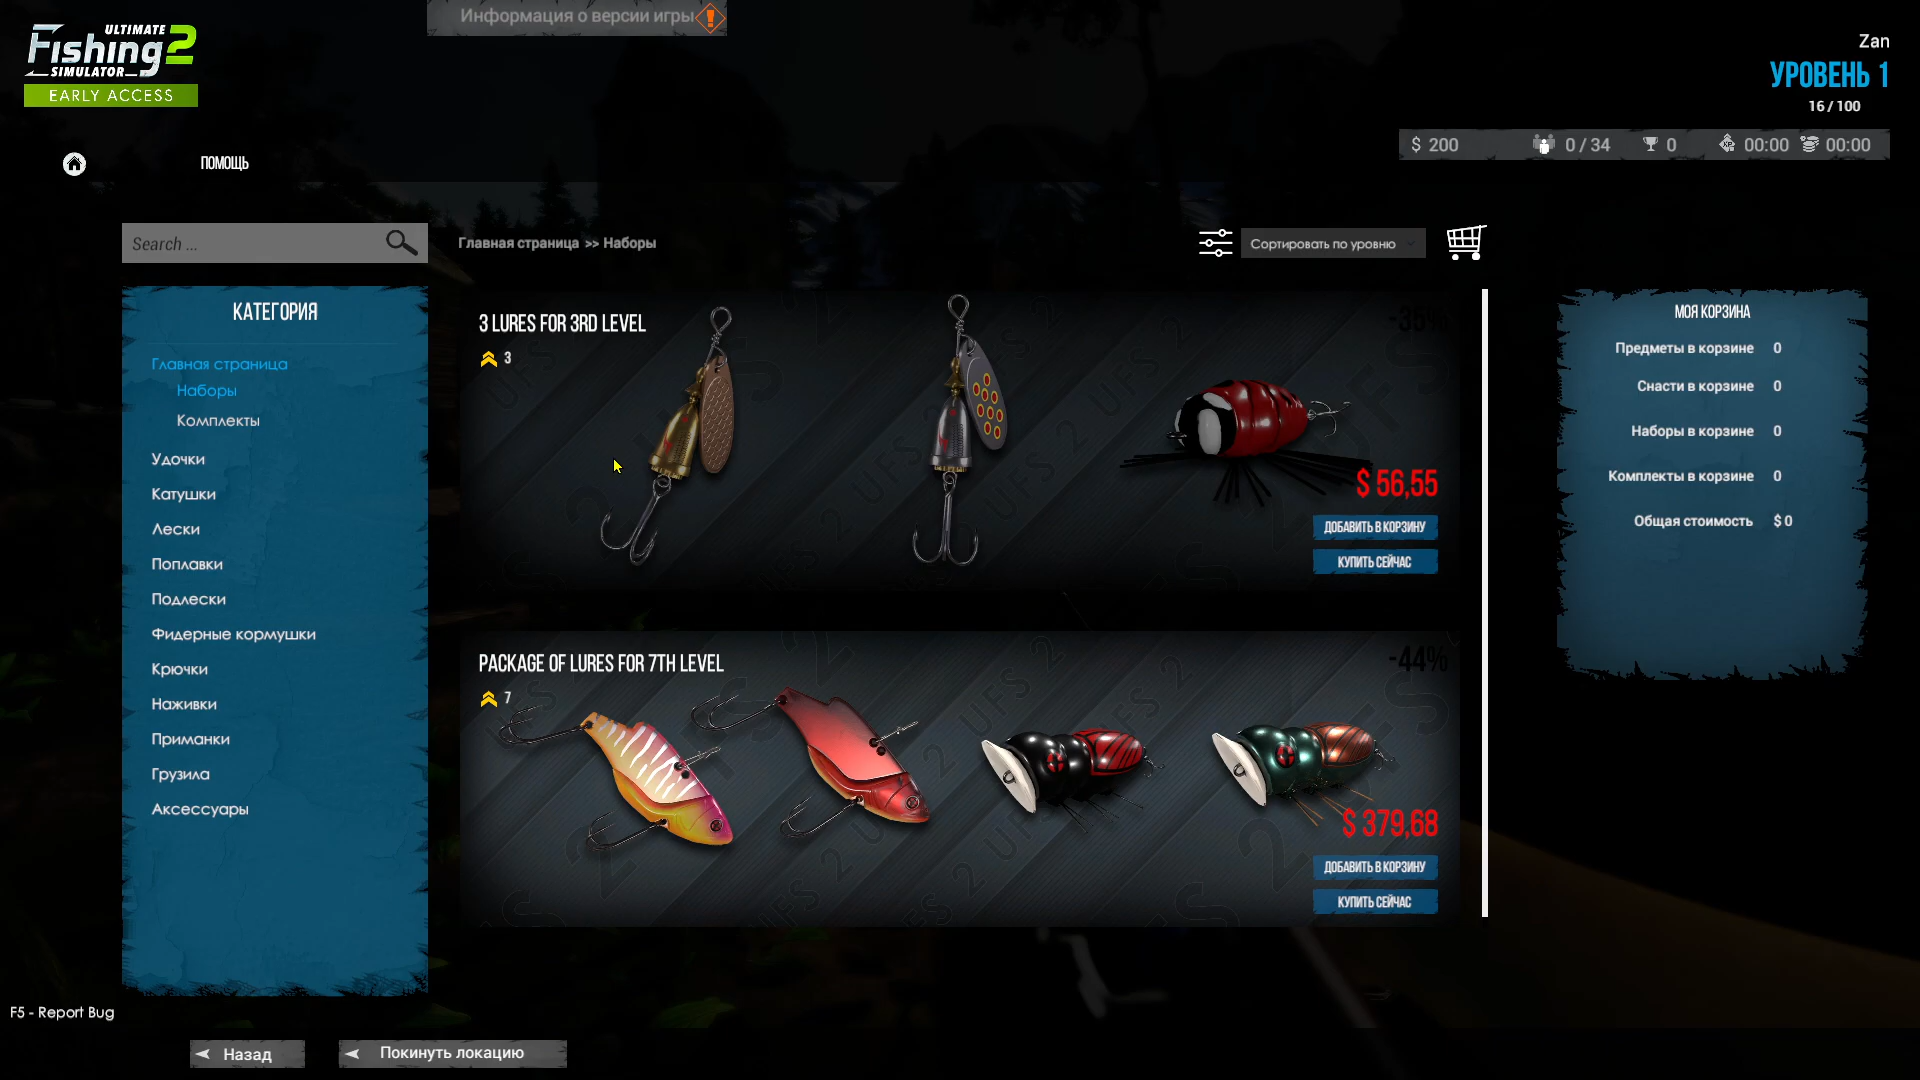 Информация о версии игры
ULTIMATE
Fishing 2
SIMULATOR
EARLY ACCESS
Zan
УРОВЕНЬ 1
16 / 100
$ 200
0 / 34
0
00:00
00:00
ПОМОЩЬ
Search ...
Главная страница >> Наборы
Сортировать по уровню
КАТЕГОРИЯ
Главная страница
Наборы
Комплекты
Удочки
Катушки
Лески
Поплавки
Подлески
Фидерные кормушки
Крючки
Наживки
Приманки
Грузила
Аксессуары
3 LURES FOR 3RD LEVEL
3
$ 56,55
ДОБАВИТЬ В КОРЗИНУ
КУПИТЬ СЕЙЧАС
PACKAGE OF LURES FOR 7TH LEVEL
-44%
7
$ 379,68
ДОБАВИТЬ В КОРЗИНУ
КУПИТЬ СЕЙЧАС
МОЯ КОРЗИНА
Предметы в корзине 0
Снасти в корзине 0
Наборы в корзине 0
Комплекты в корзине 0
Общая стоимость $ 0
F5 - Report Bug
Назад
Покинуть локацию